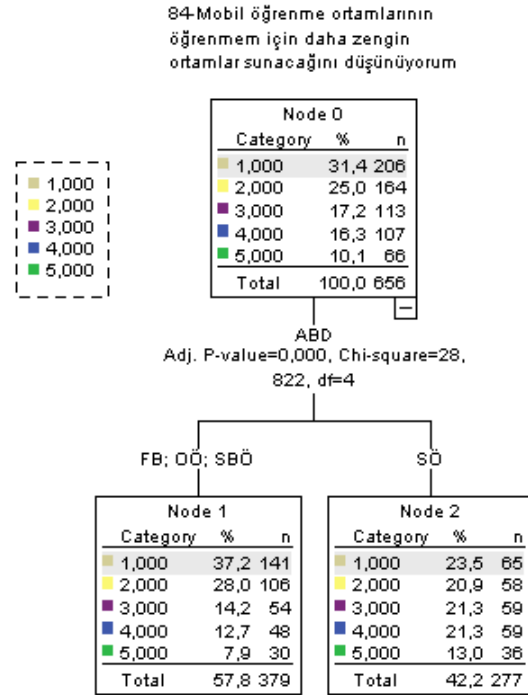 84-Mobil öğrenme ortamlarının
öğrenmem için daha zengin
ortamlar sunacağını düşünüyorum
Node 0
Category % n
1,000 31,4 206
2,000 25,0 164
3,000 17,2 113
4,000 16,3 107
5,000 10,1 66
Total 100,0 656
1,000
2,000
3,000
4,000
5,000
ABD
Adj. P-value=0,000, Chi-square=28,
822, df=4
FB; OÖ; SBÖ
SÖ
Node 1
Category % n
1,000 37,2 141
2,000 28,0 106
3,000 14,2 54
4,000 12,7 48
5,000 7,9 30
Total 57,8 379
Node 2
Category % n
1,000 23,5 65
2,000 20,9 58
3,000 21,3 59
4,000 21,3 59
5,000 13,0 36
Total 42,2 277